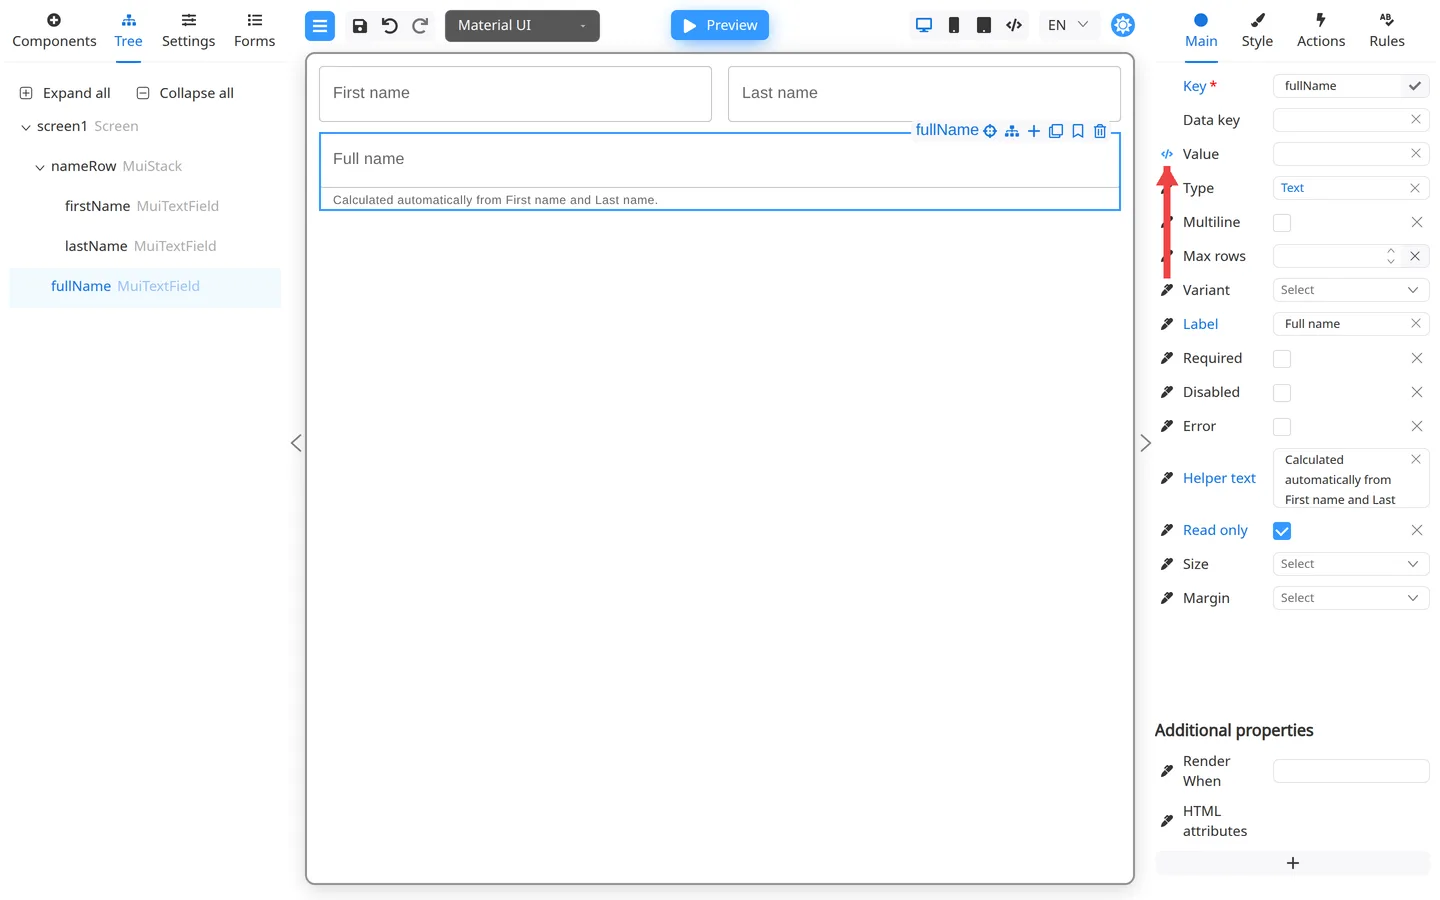 Components
Tree
Settings
Forms
Material UI
Preview
EN
Main
Style
Actions
AB
Rules
Expand all
Collapse all
screen1 Screen
nameRow MuiStack
firstName MuiTextField
lastName MuiTextField
fullName MuiTextField
First name
Last name
fullName
Full name
Calculated automatically from First name and Last name.
Key *
fullName
Data key
Value
Type
Text
Multiline
Max rows
Variant
Select
Label
Full name
Required
Disabled
Error
Helper text
Calculated
automatically from
First name and Last
Read only
Size
Select
Margin
Select
Additional properties
Render
When
HTML
attributes